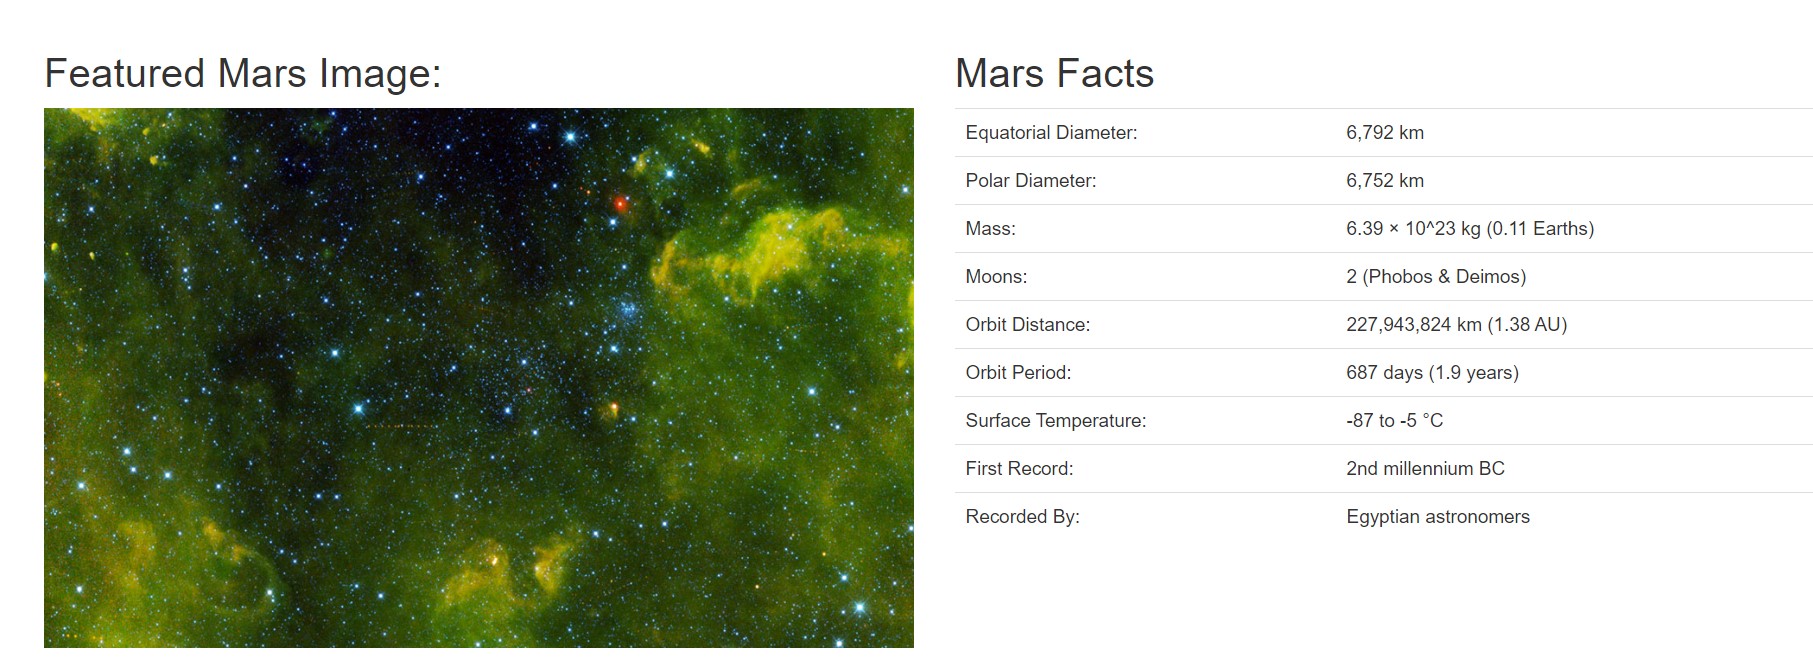 Featured Mars Image:
Mars Facts
Equatorial Diameter: 6,792 km
Polar Diameter: 6,752 km
Mass: 6.39 × 10^23 kg (0.11 Earths)
Moons: 2 (Phobos & Deimos)
Orbit Distance: 227,943,824 km (1.38 AU)
Orbit Period: 687 days (1.9 years)
Surface Temperature: -87 to -5 °C
First Record: 2nd millennium BC
Recorded By: Egyptian astronomers